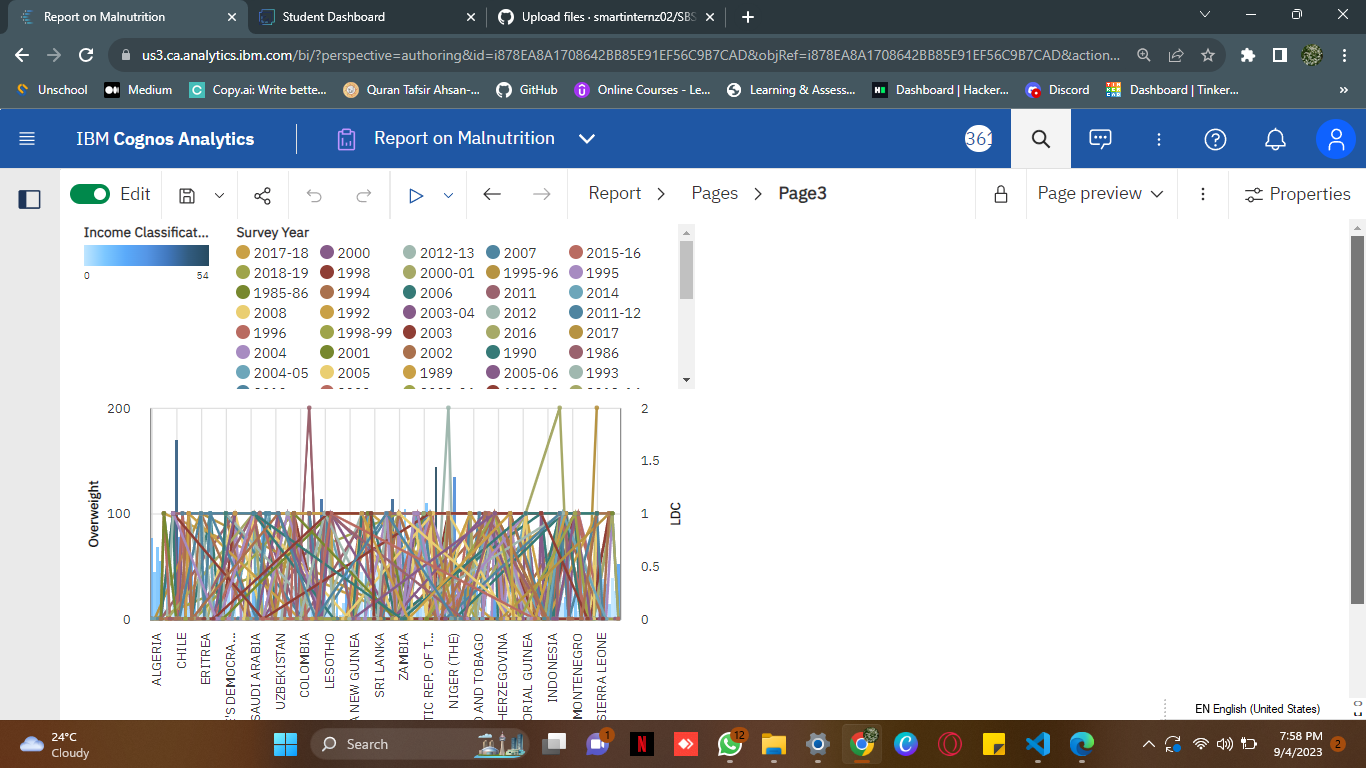 Report on Malnutrition
Student Dashboard
Upload files · smartinternz02/SBS
us3.ca.analytics.ibm.com/bi/?perspective=authoring&id=i878EA8A1708642BB85E91EF56C9B7CAD&objRef=i878EA8A1708642BB85E91EF56C9B7CAD&action...
Unschool
Medium
Copy.ai: Write bette...
Quran Tafsir Ahsan-...
GitHub
Online Courses - Le...
Learning & Assess...
Dashboard | Hacker...
Discord
Dashboard | Tinker...
»
IBM Cognos Analytics
Report on Malnutrition
361
Edit
Report
Pages
Page3
Page preview
Properties
Income Classificat...
0 54
Survey Year
2017-18 2000 2012-13 2007 2015-16
2018-19 1998 2000-01 1995-96 1995
1985-86 1994 2006 2011 2014
2008 1992 2003-04 2012 2011-12
1996 1998-99 2003 2016 2017
2004 2001 2002 1990 1986
2004-05 2005 1989 2005-06 1993
200
100
0
Overweight
2
1.5
1
0.5
0
LDC
ALGERIA
CHILE
ERITREA
'S DEMOCRA...
SAUDI ARABIA
UZBEKISTAN
COLOMBIA
LESOTHO
A NEW GUINEA
SRI LANKA
ZAMBIA
TIC REP. OF T...
NIGER (THE)
D AND TOBAGO
HERZEGOVINA
ORIAL GUINEA
INDONESIA
MONTENEGRO
SIERRA LEONE
EN English (United States)
24°C
Cloudy
Search
1
12
7:58 PM
9/4/2023
2